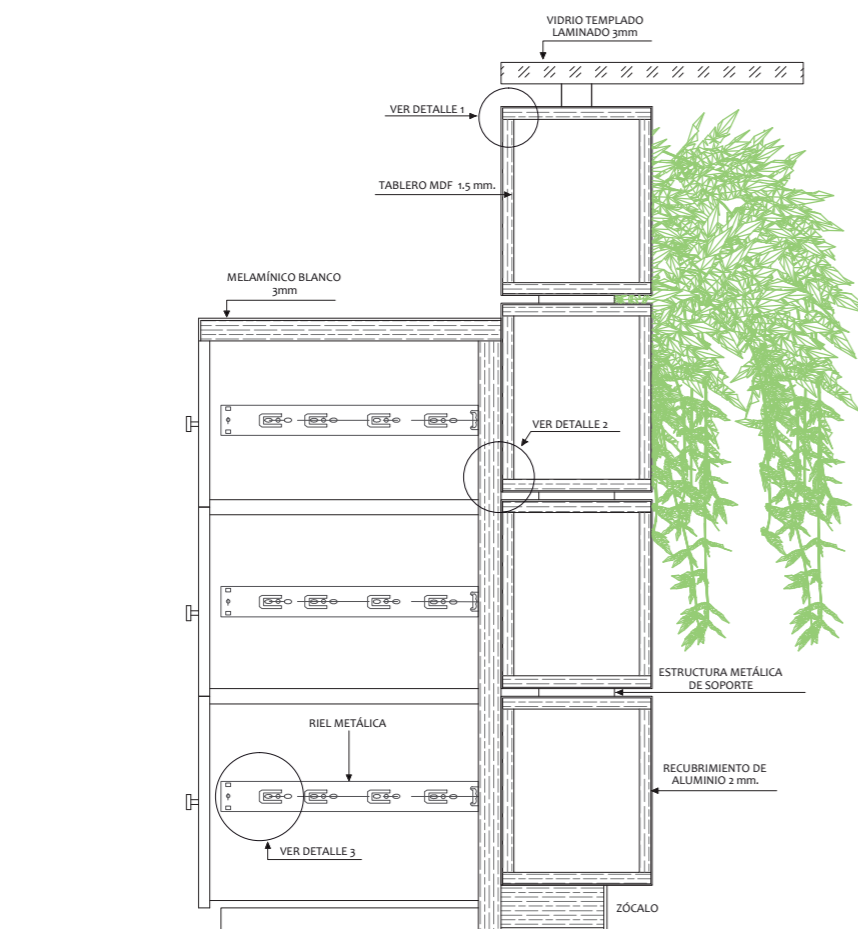 VIDRIO TEMPLADO
LAMINADO 3mm
VER DETALLE 1
TABLERO MDF 1.5 mm.
MELAMÍNICO BLANCO
3mm
VER DETALLE 2
ESTRUCTURA METÁLICA
DE SOPORTE
RIEL METÁLICA
RECUBRIMIENTO DE
ALUMINIO 2 mm.
VER DETALLE 3
ZÓCALO